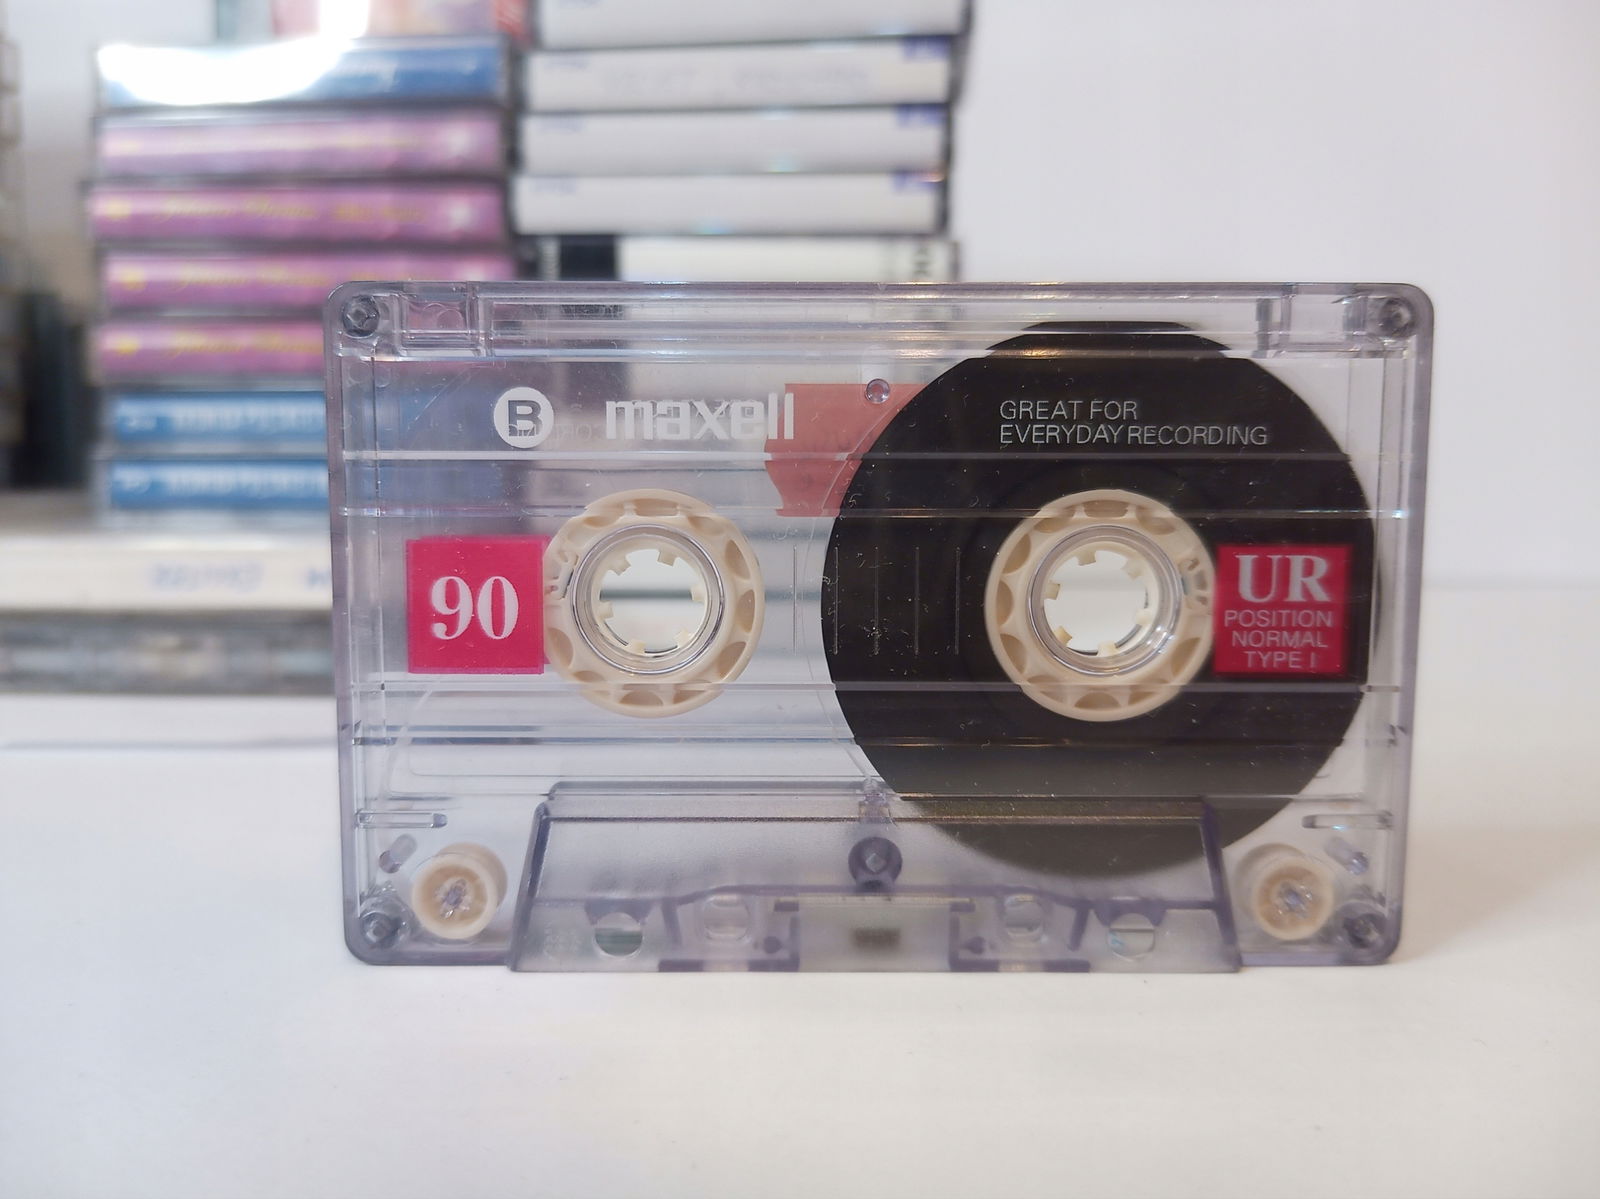 B maxell
GREAT FOR
EVERYDAY RECORDING
90
UR
POSITION
NORMAL
TYPE I